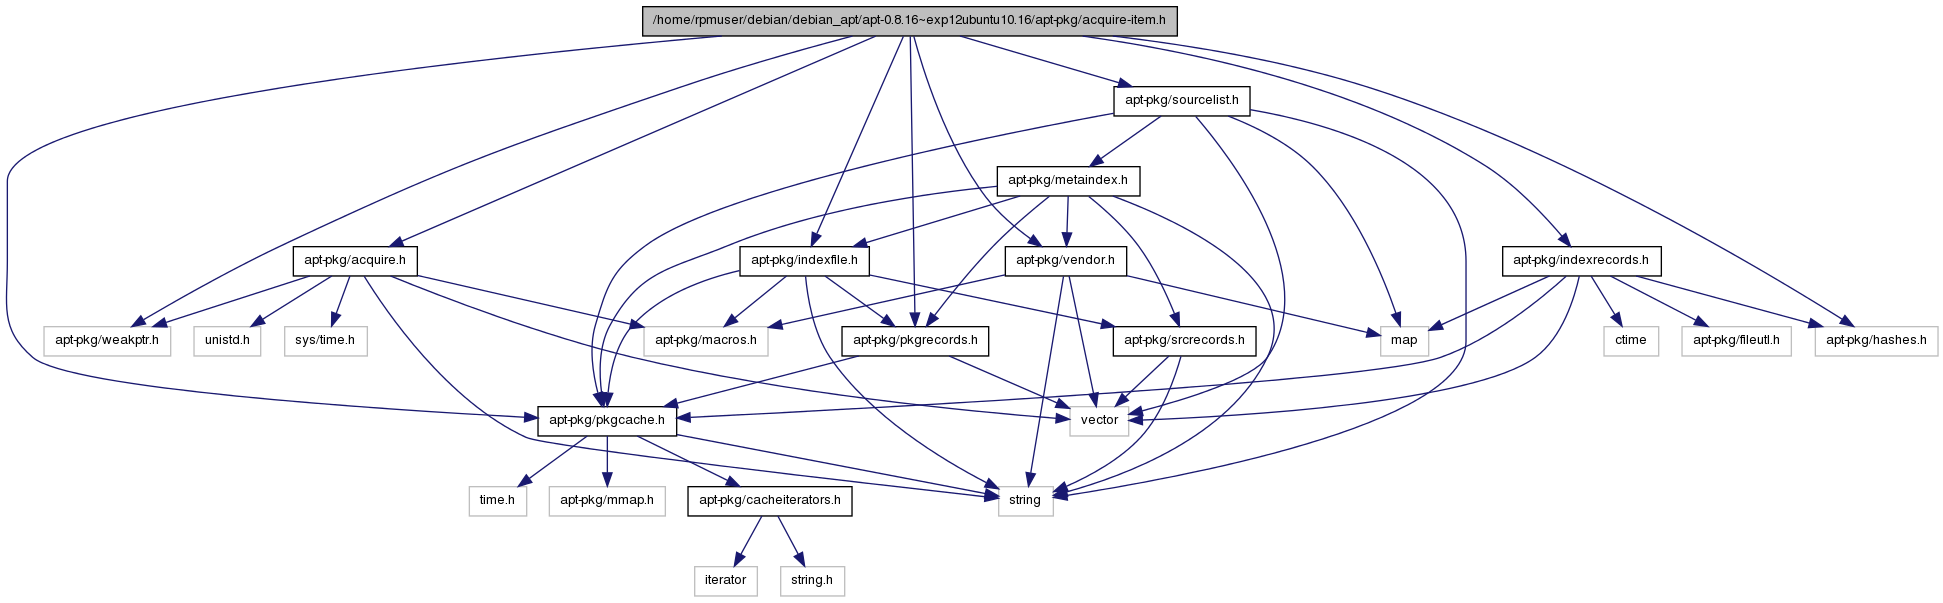 /home/rpmuser/debian/debian_apt/apt-0.8.16~exp12ubuntu10.16/apt-pkg/acquire-item.h
apt-pkg/sourcelist.h
apt-pkg/metaindex.h
apt-pkg/acquire.h
apt-pkg/indexfile.h
apt-pkg/vendor.h
apt-pkg/indexrecords.h
apt-pkg/weakptr.h
unistd.h
sys/time.h
apt-pkg/macros.h
apt-pkg/pkgrecords.h
apt-pkg/srcrecords.h
map
ctime
apt-pkg/fileutl.h
apt-pkg/hashes.h
apt-pkg/pkgcache.h
vector
time.h
apt-pkg/mmap.h
apt-pkg/cacheiterators.h
string
iterator
string.h